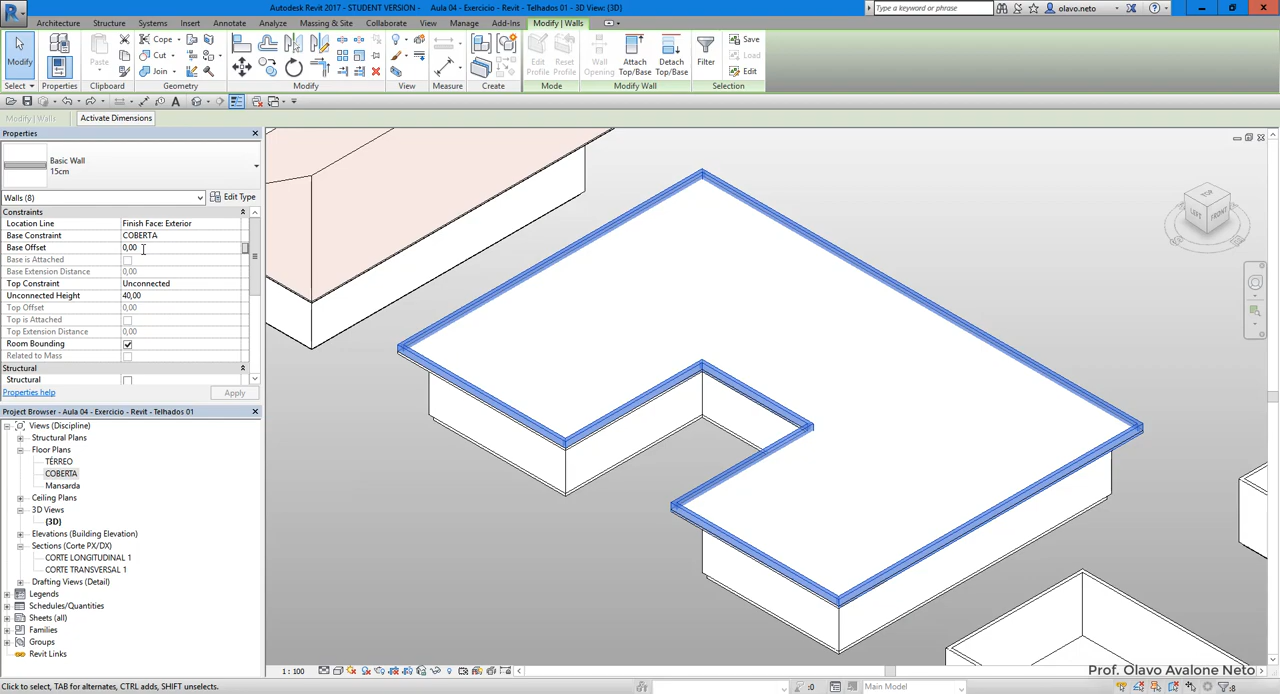 Autodesk Revit 2017 - STUDENT VERSION - Aula 04 - Exercicio - Revit - Telhados 01 - 3D View: {3D}
Type a keyword or phrase
olavo.neto
Architecture Structure Systems Insert Annotate Analyze Massing & Site Collaborate View Manage Add-Ins Modify | Walls
Modify
Paste
Cope
Cut
Join
Edit Profile
Reset Profile
Wall Opening
Attach Top/Base
Detach Top/Base
Filter
Save
Load
Edit
Select Properties Clipboard Geometry Modify View Measure Create Mode Modify Wall Selection
Modify | Walls
Activate Dimensions
Properties
Basic Wall
15cm
Walls (8)
Edit Type
Constraints
Location Line Finish Face: Exterior
Base Constraint COBERTA
Base Offset 0,00
Base is Attached
Base Extension Distance 0,00
Top Constraint Unconnected
Unconnected Height 40,00
Top Offset 0,00
Top is Attached
Top Extension Distance 0,00
Room Bounding
Related to Mass
Structural
Structural
Properties help
Apply
Project Browser - Aula 04 - Exercicio - Revit - Telhados 01
Views (Discipline)
Structural Plans
Floor Plans
TÉRREO
COBERTA
Mansarda
Ceiling Plans
3D Views
{3D}
Elevations (Building Elevation)
Sections (Corte PX/DX)
CORTE LONGITUDINAL 1
CORTE TRANSVERSAL 1
Drafting Views (Detail)
Legends
Schedules/Quantities
Sheets (all)
Families
Groups
Revit Links
TOP
LEFT
FRONT
1 : 100
Prof. Olavo Avalone Neto
Click to select, TAB for alternates, CTRL adds, SHIFT unselects.
:0
Main Model
:8